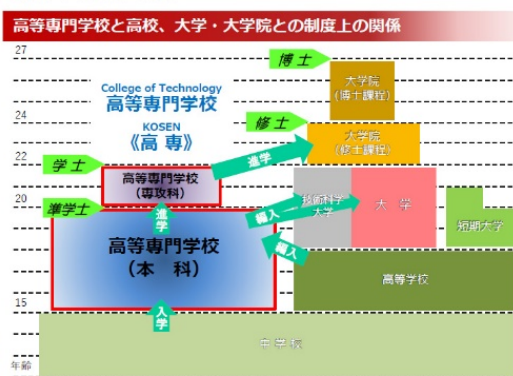 高等専門学校と高校、大学・大学院との制度上の関係
27
博士
College of Technology
高等専門学校
KOSEN
《高 専》
大学院
(博士課程)
24
修士
大学院
(修士課程)
22
学士
進学
高等専門学校
(専攻科)
20
準学士
進学
編入
技術科学
大学
大 学
短期大学
高等専門学校
(本 科)
編入
高等学校
15
入学
中学校
年齢